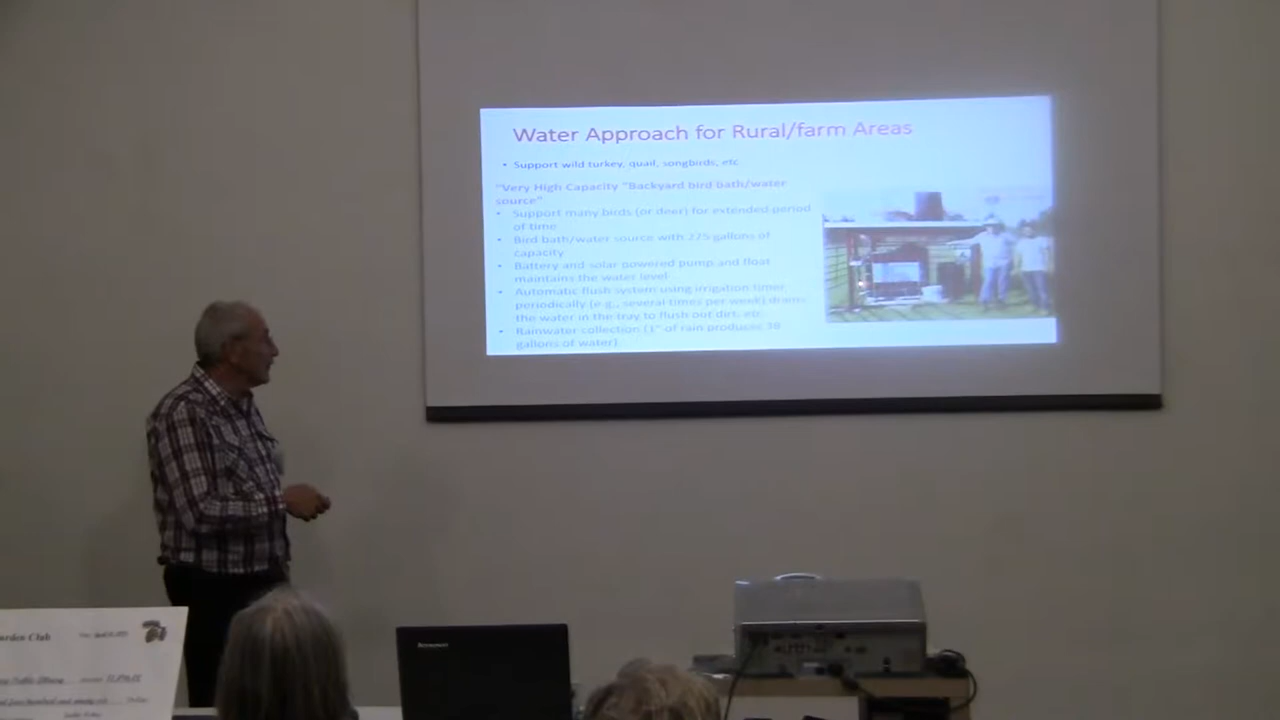 Water Approach for Rural/farm Areas
• Support wild turkey, quail, songbirds, etc
"Very High Capacity "Backyard bird bath/water
source"
• Support many birds (or deer) for extended period
of time
• Bird bath/water source with 275 gallons of
capacity
• Battery and solar powered pump and float
maintains the water level
• Automatic flush system using irrigation timer
periodically (e.g., several times per week) drains
the water in the tray to flush out dirt, etc.
• Rainwater collection (1" of rain produces 38
gallons of water)
Lenovo
arden Club